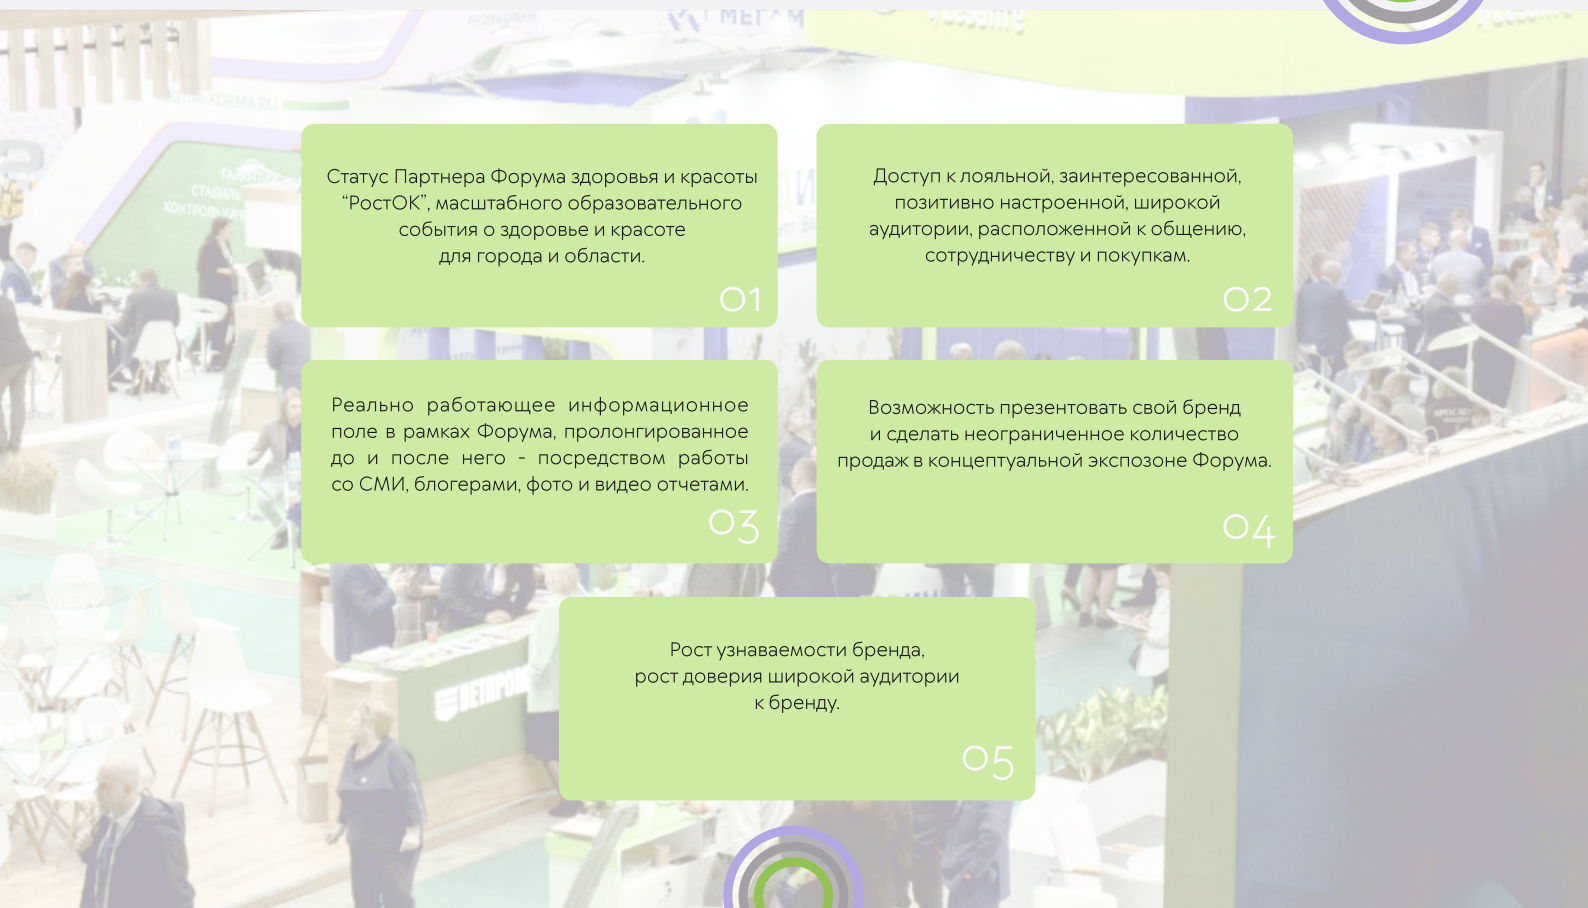 МЕГАМ
KORMA.RU
Статус Партнера Форума здоровья и красоты
“РостОК”, масштабного образовательного
события о здоровье и красоте
для города и области.
01
Доступ к лояльной, заинтересованной,
позитивно настроенной, широкой
аудитории, расположенной к общению,
сотрудничеству и покупкам.
02
Реально работающее информационное
поле в рамках Форума, пролонгированное
до и после него - посредством работы
со СМИ, блогерами, фото и видео отчетами.
03
Возможность презентовать свой бренд
и сделать неограниченное количество
продаж в концептуальной экспозоне Форума.
04
Рост узнаваемости бренда,
рост доверия широкой аудитории
к бренду.
05